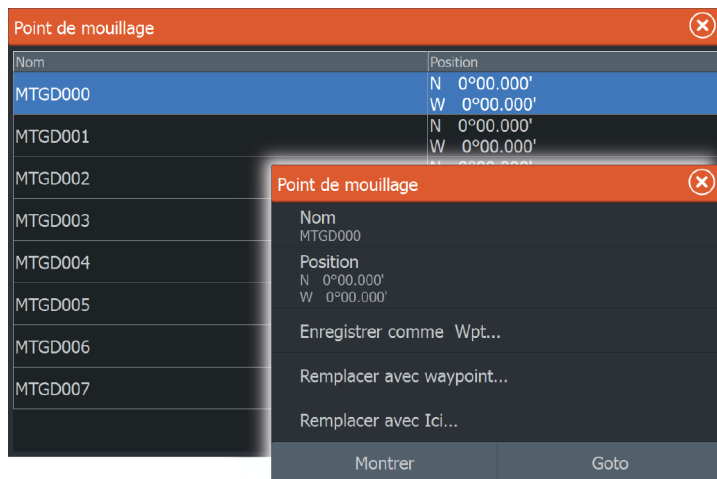 Point de mouillage
Nom Position
MTGD000
N 0°00.000'
W 0°00.000'
MTGD001
N 0°00.000'
W 0°00.000'
MTGD002
MTGD003
MTGD004
MTGD005
MTGD006
MTGD007
Point de mouillage
Nom
MTGD000
Position
N 0°00.000'
W 0°00.000'
Enregistrer comme Wpt...
Remplacer avec waypoint...
Remplacer avec Ici...
Montrer Goto